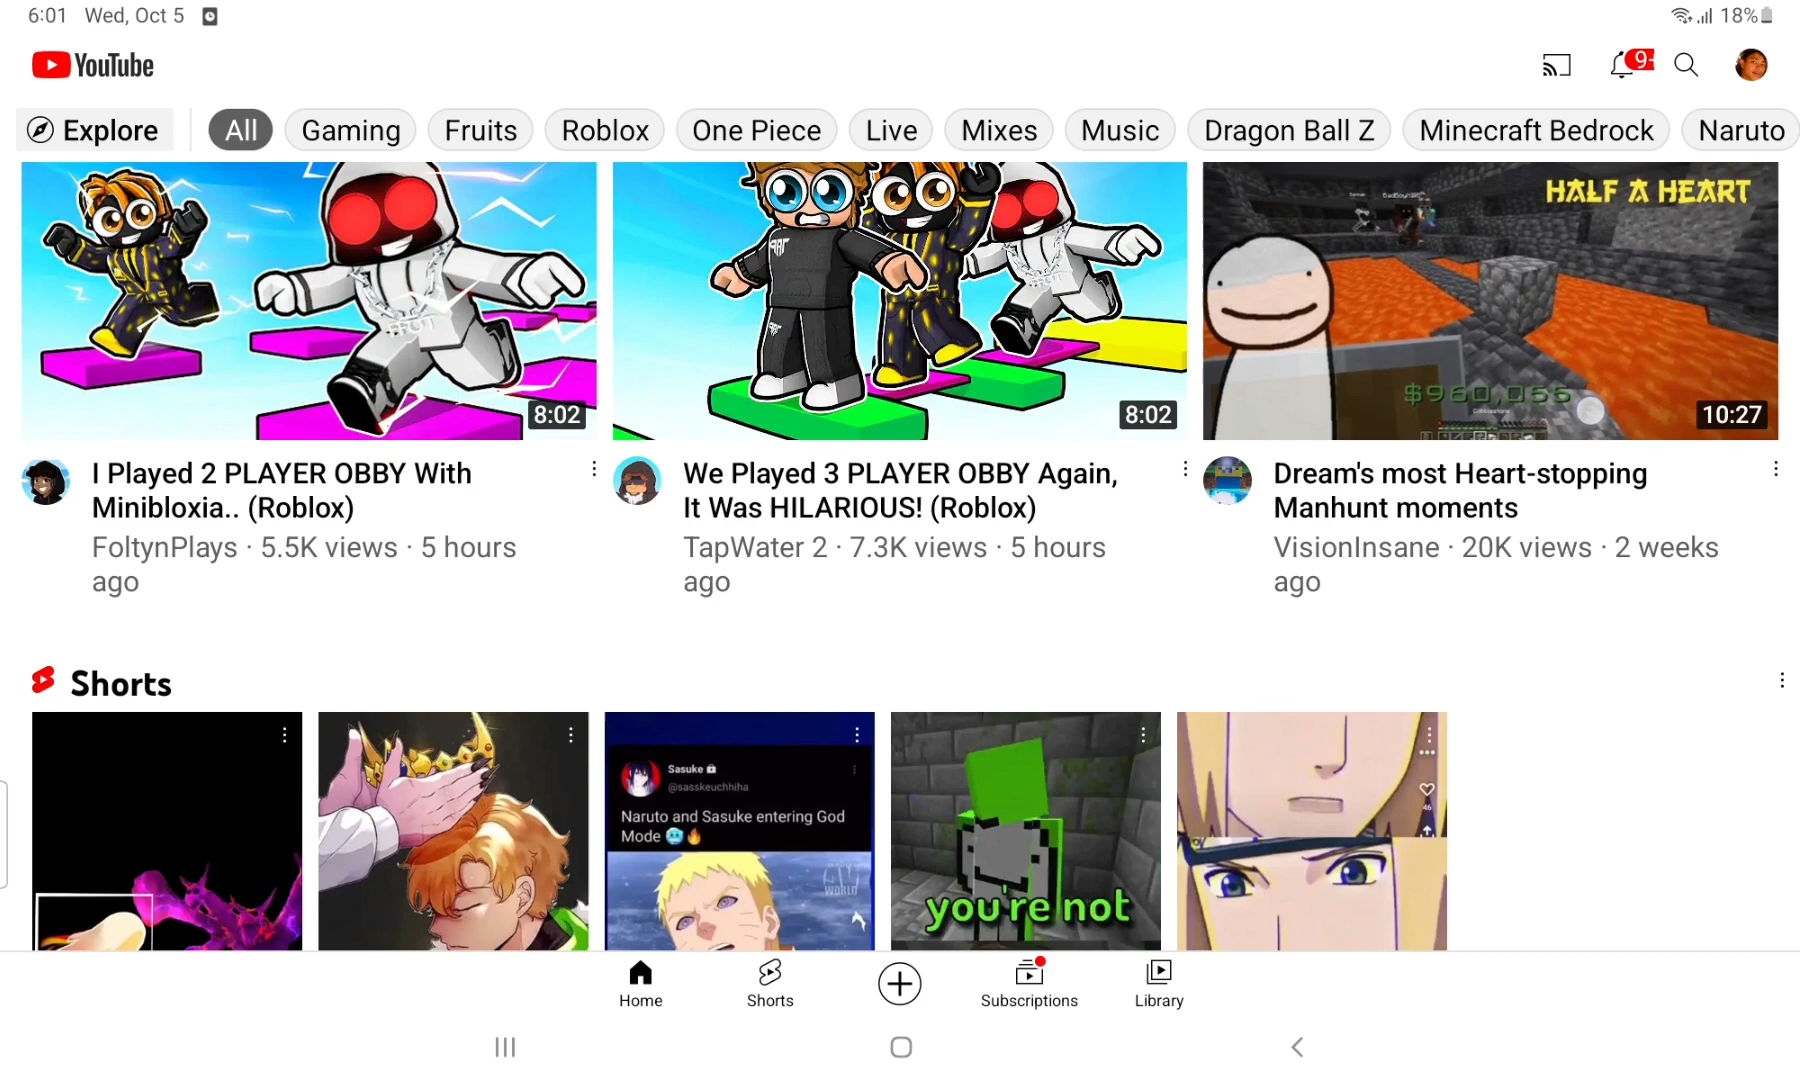 6:01 Wed, Oct 5
18%
YouTube
9+
Explore
All
Gaming
Fruits
Roblox
One Piece
Live
Mixes
Music
Dragon Ball Z
Minecraft Bedrock
Naruto
8:02
8:02
HALF A HEART
$960,055
10:27
I Played 2 PLAYER OBBY With
Minibloxia.. (Roblox)
FoltynPlays · 5.5K views · 5 hours
ago
We Played 3 PLAYER OBBY Again,
It Was HILARIOUS! (Roblox)
TapWater 2 · 7.3K views · 5 hours
ago
Dream's most Heart-stopping
Manhunt moments
VisionInsane · 20K views · 2 weeks
ago
Shorts
Sasuke
@sasskeuchhiha
Naruto and Sasuke entering God
Mode 🥶🔥
WORLD
you're not
46
Home
Shorts
Subscriptions
Library